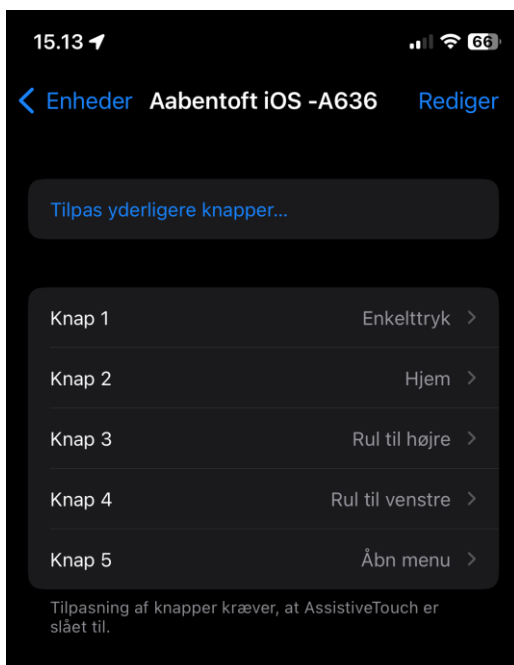 15.13
66
Enheder Aabentoft iOS -A636 Rediger
Tilpas yderligere knapper...
Knap 1 Enkelttryk
Knap 2 Hjem
Knap 3 Rul til højre
Knap 4 Rul til venstre
Knap 5 Åbn menu
Tilpasning af knapper kræver, at AssistiveTouch er
slået til.